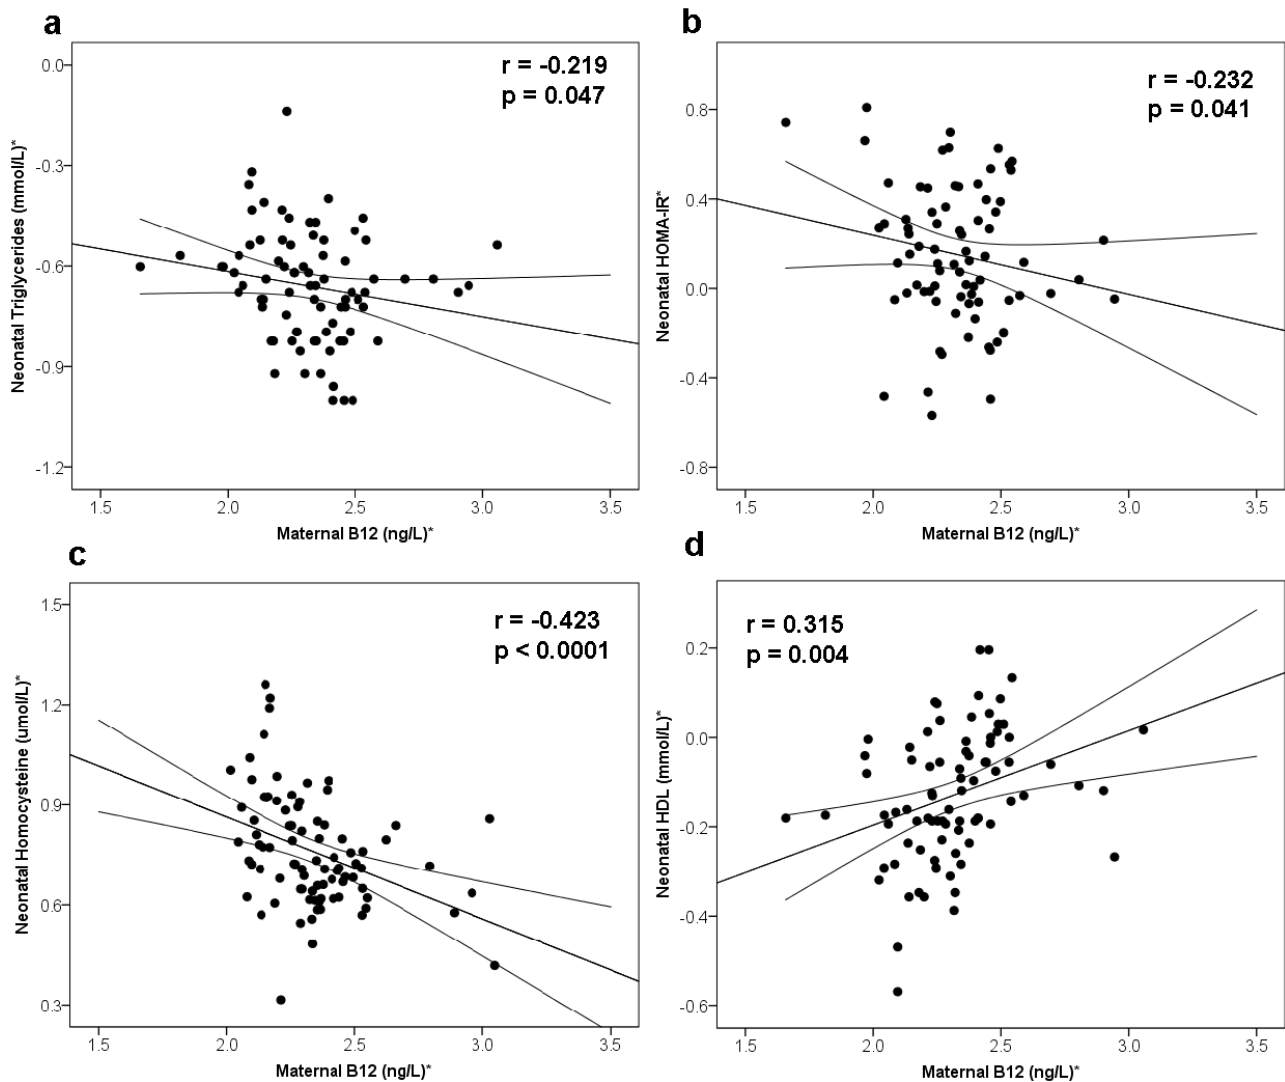 a
r = -0.219
p = 0.047
Neonatal Triglycerides (mmol/L)*
0.0
-0.3
-0.6
-0.9
-1.2
1.5 2.0 2.5 3.0 3.5
Maternal B12 (ng/L)*
b
r = -0.232
p = 0.041
Neonatal HOMA-IR*
0.8
0.4
0.0
-0.4
-0.8
1.5 2.0 2.5 3.0 3.5
Maternal B12 (ng/L)*
c
r = -0.423
p < 0.0001
Neonatal Homocysteine (umol/L)*
1.5
1.2
0.9
0.6
0.3
1.5 2.0 2.5 3.0 3.5
Maternal B12 (ng/L)*
d
r = 0.315
p = 0.004
Neonatal HDL (mmol/L)*
0.2
0.0
-0.2
-0.4
-0.6
1.5 2.0 2.5 3.0 3.5
Maternal B12 (ng/L)*